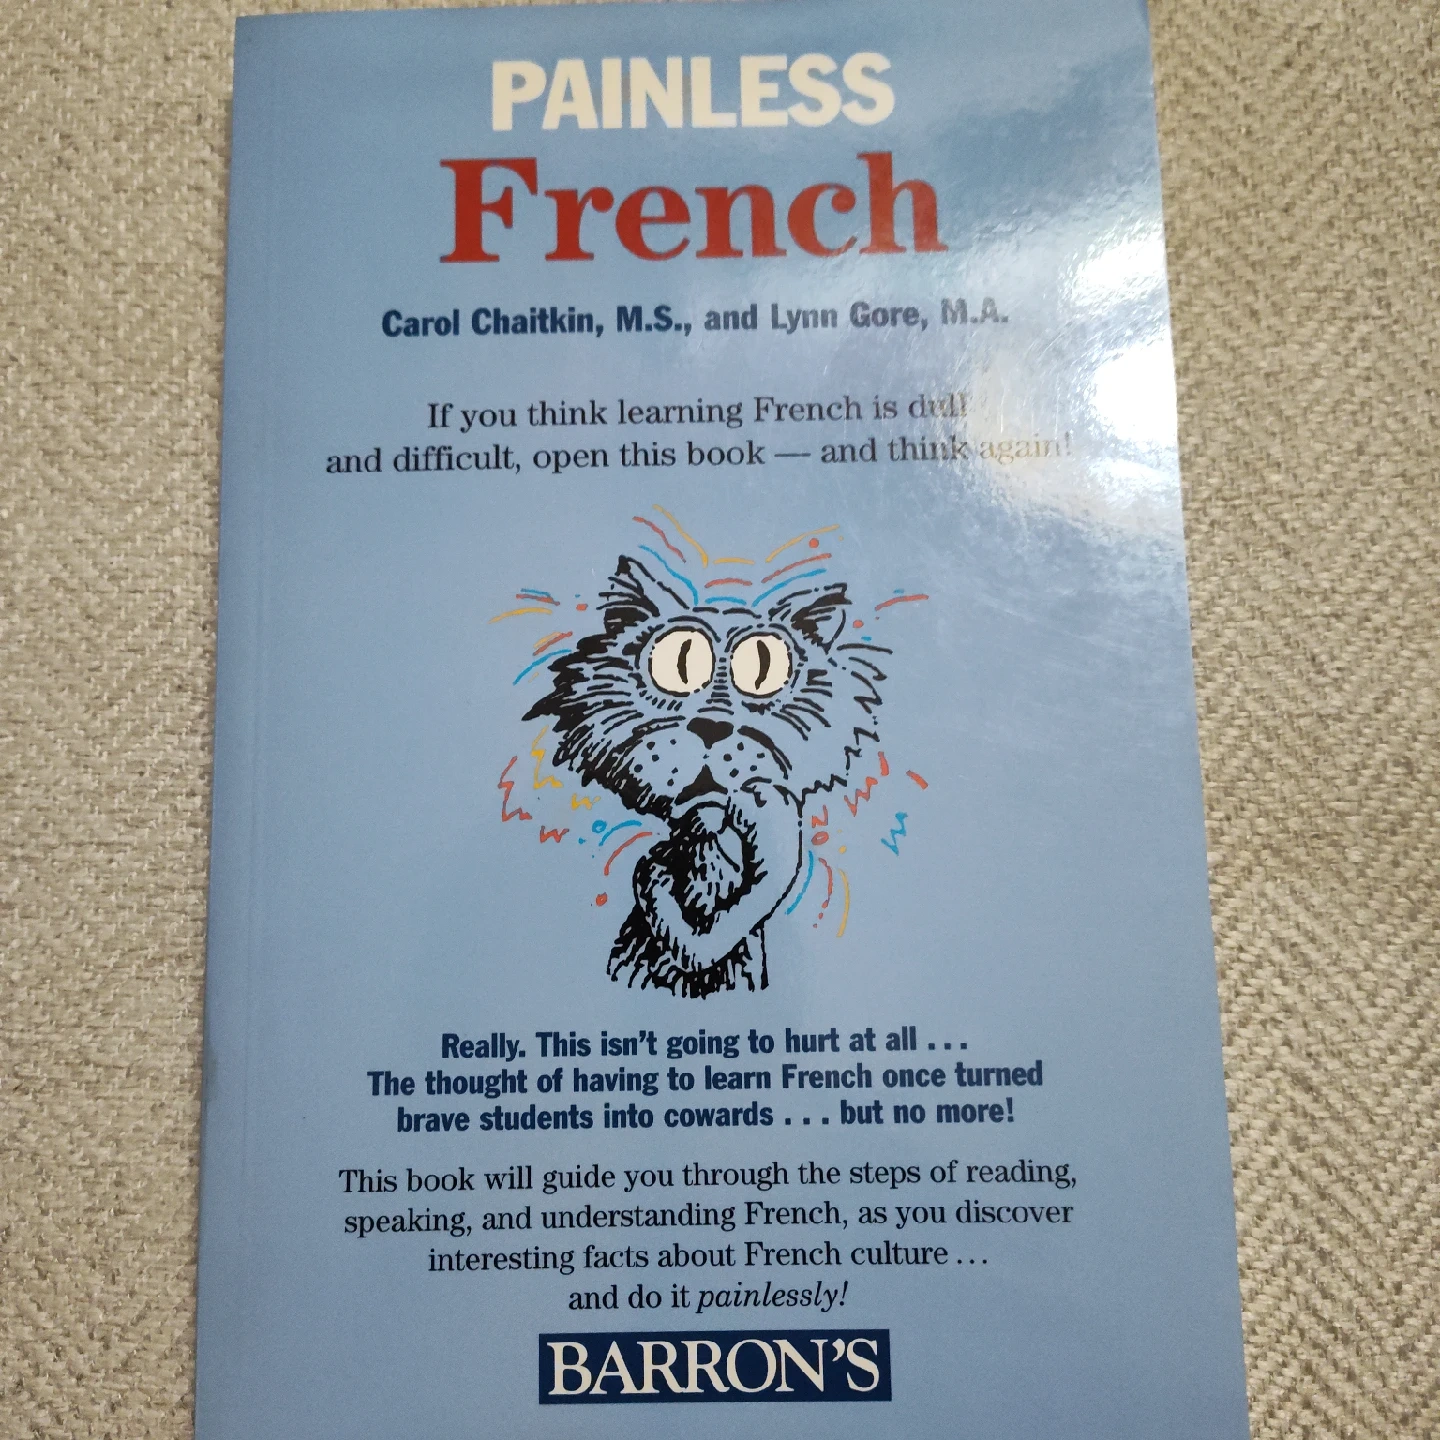 PAINLESS
French
Carol Chaitkin, M.S., and Lynn Gore, M.A.
If you think learning French is dull
and difficult, open this book — and think again!
Really. This isn't going to hurt at all . . .
The thought of having to learn French once turned
brave students into cowards . . . but no more!
This book will guide you through the steps of reading,
speaking, and understanding French, as you discover
interesting facts about French culture . . .
and do it painlessly!
BARRON'S